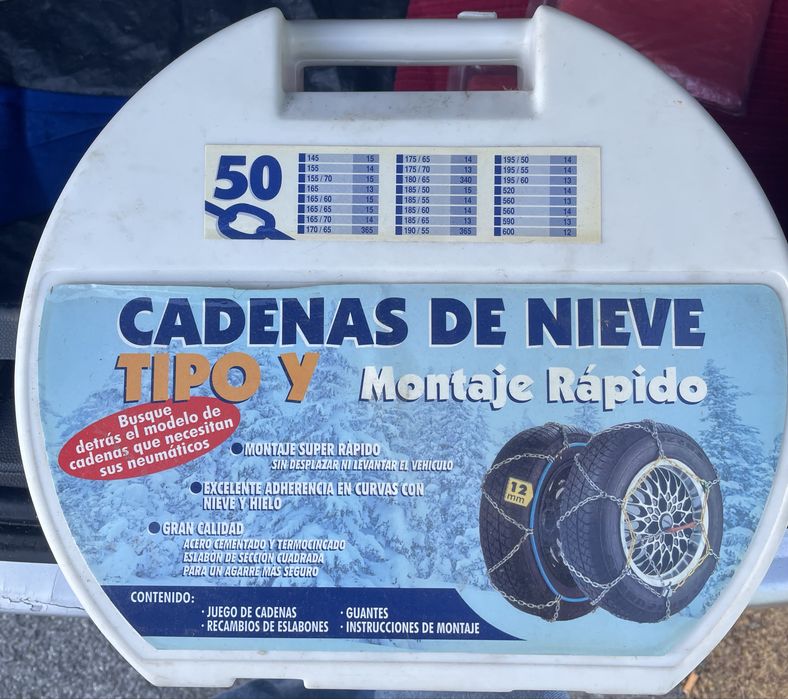 50
145 15
155 14
155 / 70 15
165 13
165 / 60 15
165 / 65 15
165 / 70 14
170 / 65 365
175 / 65 14
175 / 70 13
180 / 65 340
185 / 50 15
185 / 55 14
185 / 60 14
185 / 65 13
190 / 55 365
195 / 50 14
195 / 55 14
195 / 60 13
520 14
560 13
560 14
590 13
600 12
CADENAS DE NIEVE
TIPO Y Montaje Rápido
Busque
detrás el modelo de
cadenas que necesitan
sus neumáticos
MONTAJE SUPER RÁPIDO
SIN DESPLAZAR NI LEVANTAR EL VEHICULO
EXCELENTE ADHERENCIA EN CURVAS CON
NIEVE Y HIELO
GRAN CALIDAD
ACERO CEMENTADO Y TERMOCINCADO
ESLABÓN DE SECCIÓN CUADRADA
PARA UN AGARRE MÁS SEGURO
12
mm
CONTENIDO:
· JUEGO DE CADENAS · GUANTES
· RECAMBIOS DE ESLABONES · INSTRUCCIONES DE MONTAJE